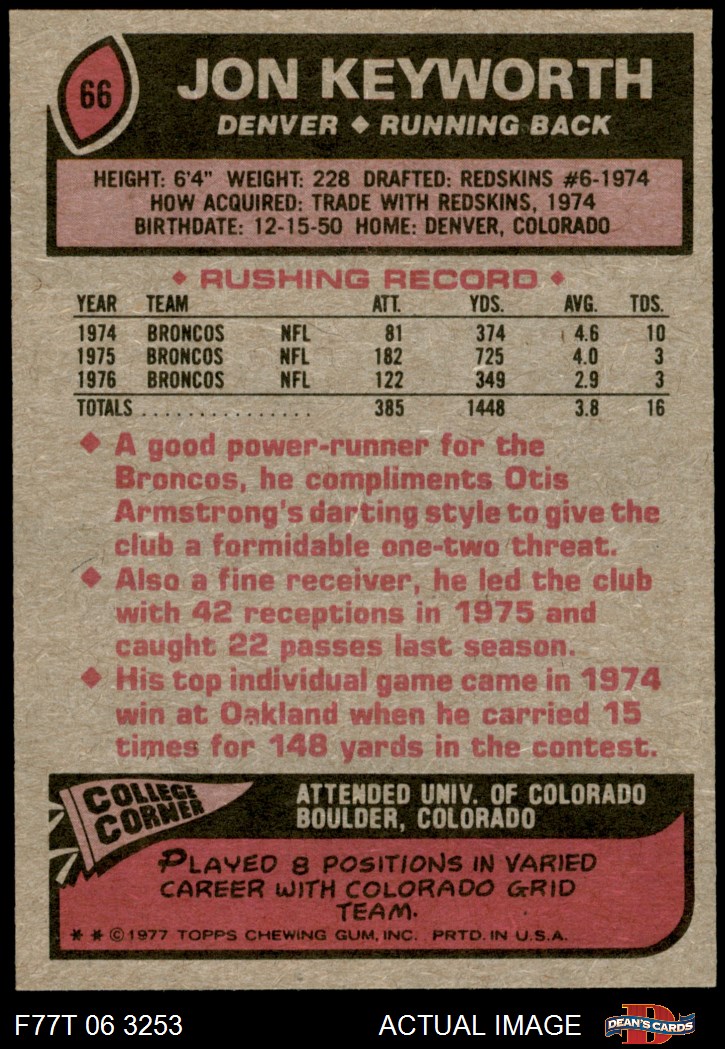 66
JON KEYWORTH
DENVER ◆ RUNNING BACK
HEIGHT: 6'4" WEIGHT: 228 DRAFTED: REDSKINS #6-1974
HOW ACQUIRED: TRADE WITH REDSKINS, 1974
BIRTHDATE: 12-15-50 HOME: DENVER, COLORADO
◆ RUSHING RECORD ◆
YEAR TEAM ATT. YDS. AVG. TDS.
1974 BRONCOS NFL 81 374 4.6 10
1975 BRONCOS NFL 182 725 4.0 3
1976 BRONCOS NFL 122 349 2.9 3
TOTALS ................ 385 1448 3.8 16
◆ A good power-runner for the
Broncos, he compliments Otis
Armstrong's darting style to give the
club a formidable one-two threat.
◆ Also a fine receiver, he led the club
with 42 receptions in 1975 and
caught 22 passes last season.
◆ His top individual game came in 1974
win at Oakland when he carried 15
times for 148 yards in the contest.
COLLEGE
CORNER
ATTENDED UNIV. OF COLORADO
BOULDER, COLORADO
PLAYED 8 POSITIONS IN VARIED
CAREER WITH COLORADO GRID
TEAM.
* * © 1977 TOPPS CHEWING GUM, INC. PRTD. IN U.S.A.
F77T 06 3253
ACTUAL IMAGE
D
DEAN'S CARDS